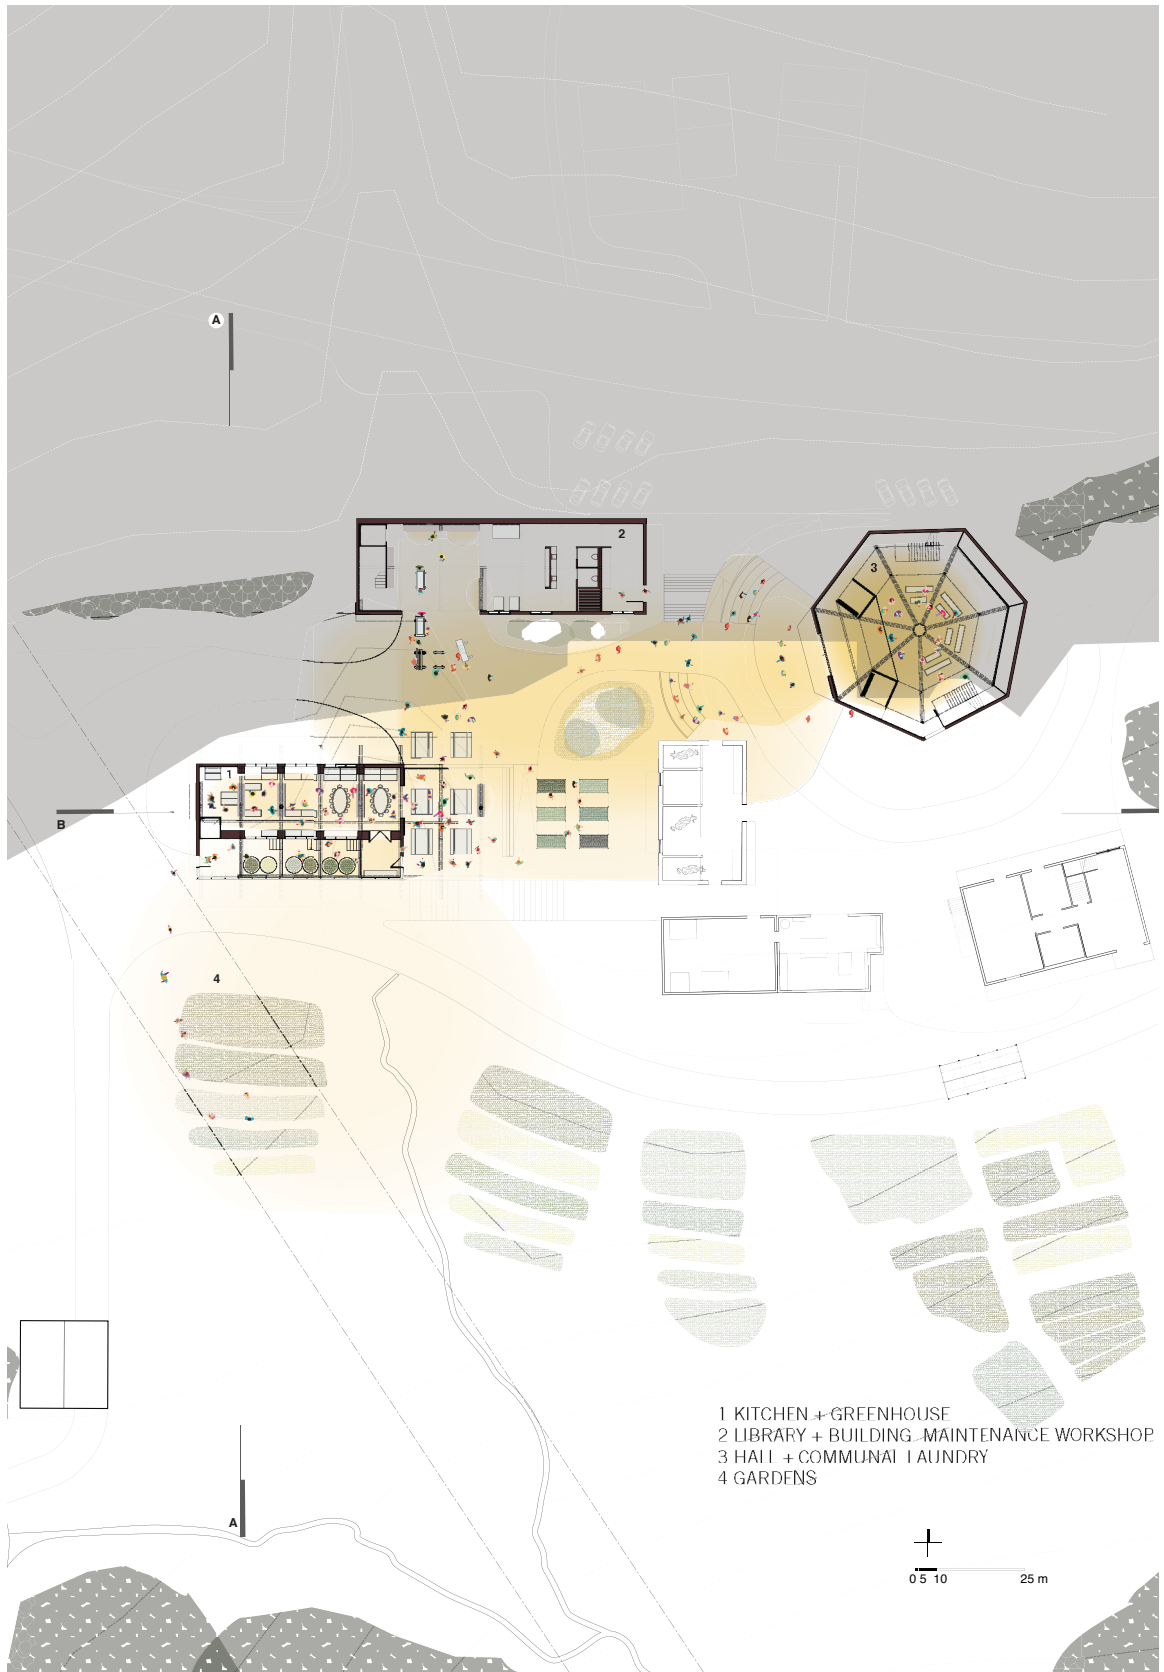 A
2
3
1
B
4
1 KITCHEN + GREENHOUSE
2 LIBRARY + BUILDING MAINTENANCE WORKSHOP
3 HALL + COMMUNAL LAUNDRY
4 GARDENS
A
0 5 10 25 m